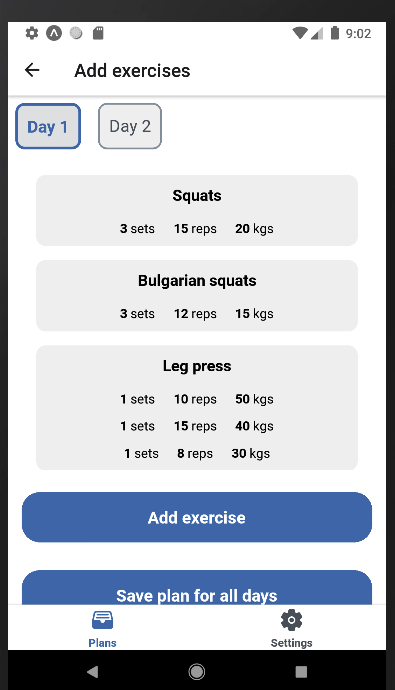 9:02
Add exercises
Day 1 Day 2
Squats
3 sets 15 reps 20 kgs
Bulgarian squats
3 sets 12 reps 15 kgs
Leg press
1 sets 10 reps 50 kgs
1 sets 15 reps 40 kgs
1 sets 8 reps 30 kgs
Add exercise
Save plan for all days
Plans Settings